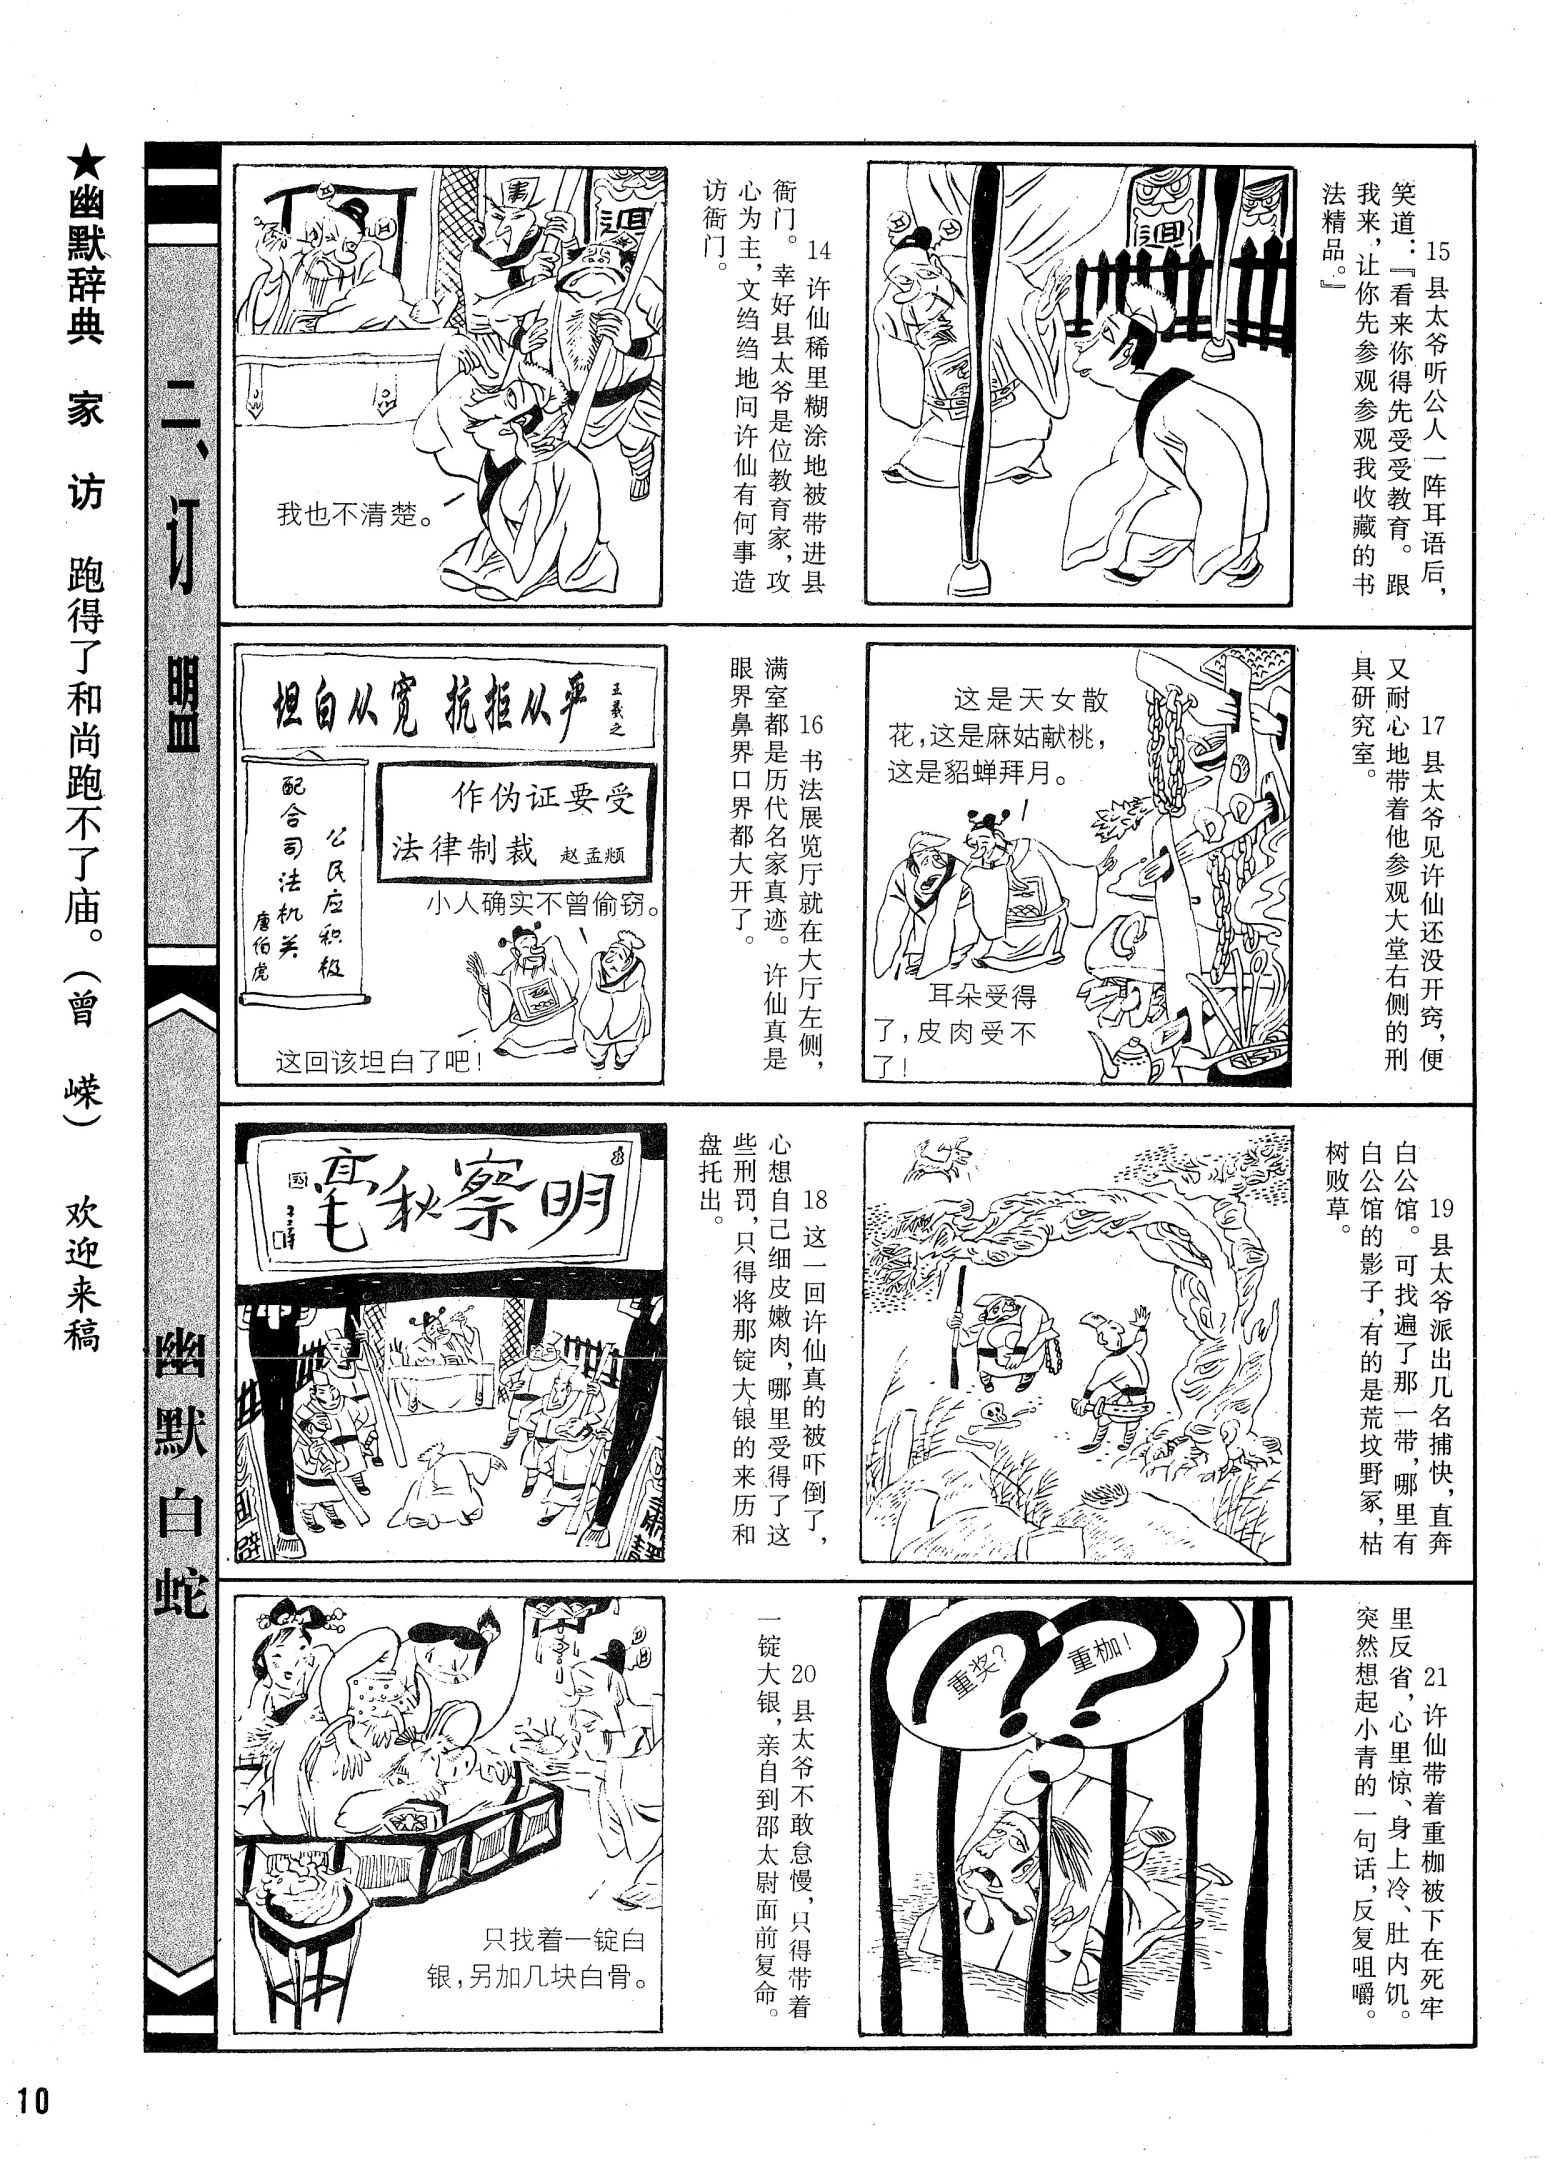 ★幽默辞典 家 访 跑得了和尚跑不了庙。(曾 嵘) 欢迎来稿
二、订 盟
幽默白蛇
我也不清楚。
14 许仙稀里糊涂地被带进县
衙门。幸好县太爷是位教育家，攻
心为主，文绉绉地问许仙有何事造
访衙门。
15 县太爷听公人一阵耳语后，
笑道：『看来你得先受受教育。跟
我来，让你先参观参观我收藏的书
法精品。』
坦白从宽 抗拒从严 王羲之
公民应积极
配合司法机关
唐伯虎
作伪证要受
法律制裁 赵孟頫
小人确实不曾偷窃。
这回该坦白了吧！
16 书法展览厅就在大厅左侧，
满室都是历代名家真迹。许仙真是
眼界鼻界口界都大开了。
这是天女散
花，这是麻姑献桃，
这是貂蝉拜月。
耳朵受得
了，皮肉受不
了！
17 县太爷见许仙还没开窍，便
又耐心地带着他参观大堂右侧的刑
具研究室。
明察秋毫
18 这一回许仙真的被吓倒了，
心想自己细皮嫩肉，哪里受得了这
些刑罚，只得将那锭大银的来历和
盘托出。
19 县太爷派出几名捕快，直奔
白公馆。可找遍了那一带，哪里有
白公馆的影子，有的是荒坟野冢，枯
树败草。
只找着一锭白
银，另加几块白骨。
20 县太爷不敢怠慢，只得带着
一锭大银，亲自到邵太尉面前复命。
重奖？
重枷！
21 许仙带着重枷被下在死牢
里反省，心里惊、身上冷、肚内饥。
突然想起小青的一句话，反复咀嚼。
10